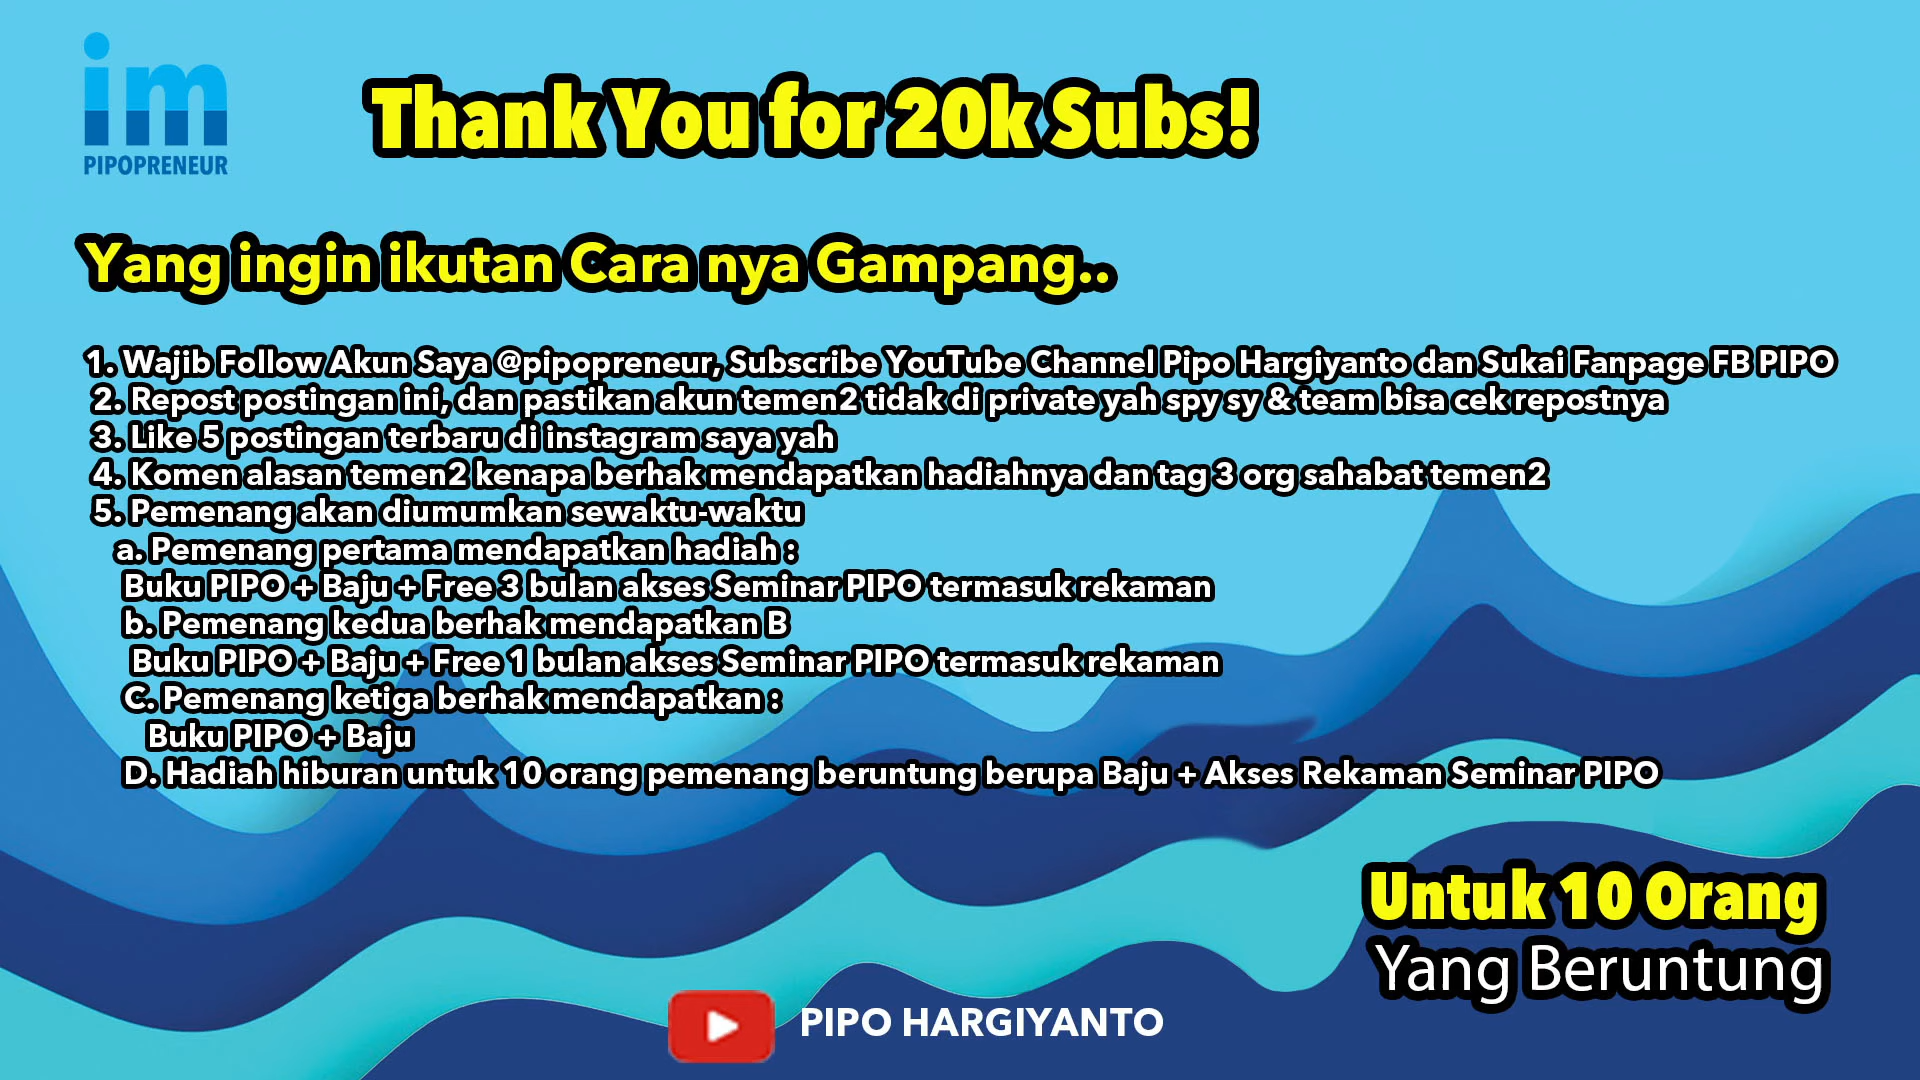 im
PIPOPRENEUR
Thank You for 20k Subs!
Yang ingin ikutan Cara nya Gampang..
1. Wajib Follow Akun Saya @pipopreneur, Subscribe YouTube Channel Pipo Hargiyanto dan Sukai Fanpage FB PIPO
2. Repost postingan ini, dan pastikan akun temen2 tidak di private yah spy sy & team bisa cek repostnya
3. Like 5 postingan terbaru di instagram saya yah
4. Komen alasan temen2 kenapa berhak mendapatkan hadiahnya dan tag 3 org sahabat temen2
5. Pemenang akan diumumkan sewaktu-waktu
a. Pemenang pertama mendapatkan hadiah :
Buku PIPO + Baju + Free 3 bulan akses Seminar PIPO termasuk rekaman
b. Pemenang kedua berhak mendapatkan B
Buku PIPO + Baju + Free 1 bulan akses Seminar PIPO termasuk rekaman
C. Pemenang ketiga berhak mendapatkan :
Buku PIPO + Baju
D. Hadiah hiburan untuk 10 orang pemenang beruntung berupa Baju + Akses Rekaman Seminar PIPO
Untuk 10 Orang
Yang Beruntung
PIPO HARGIYANTO